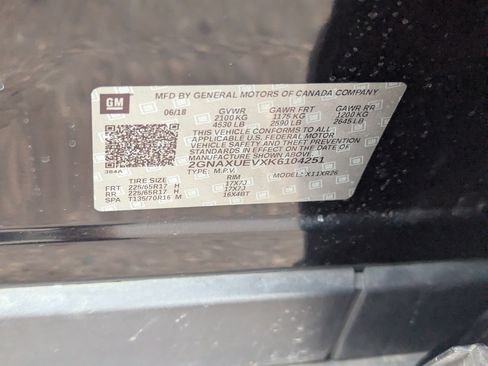 MFD BY GENERAL MOTORS OF CANADA COMPANY
GM
06/18 GVWR GAWR FRT GAWR RR
2100 KG 1175 KG 1200 KG
4630 LB 2590 LB 2645 LB
THIS VEHICLE CONFORMS TO ALL APPLICABLE
U.S. FEDERAL MOTOR
VEHICLE SAFETY AND THEFT PREVENTION
STANDARDS IN EFFECT ON THE DATE OF
MANUFACTURE SHOWN ABOVE.
2GNAXUEVXK6104251
384A TYPE: M.P.V. MODEL: X11XR26
TIRE SIZE RIM
FRT 225/65R17 H 17X7J
RR 225/65R17 H 17X7J
SPA T135/70R16 M 16X4BT